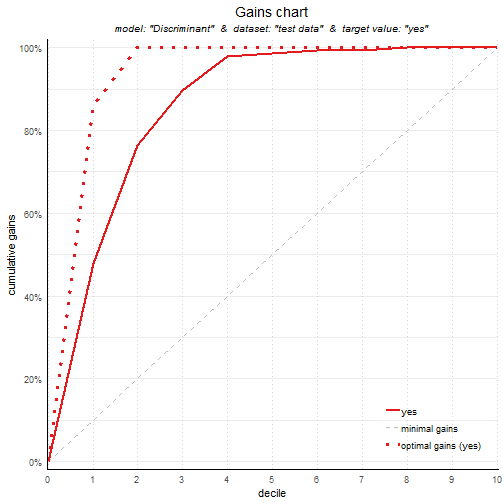 Gains chart
model: "Discriminant" & dataset: "test data" & target value: "yes"
100%
80%
60%
40%
20%
0%
cumulative gains
0 1 2 3 4 5 6 7 8 9 10
decile
yes
minimal gains
optimal gains (yes)